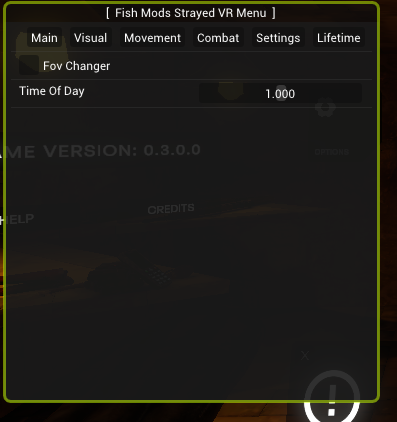 [ Fish Mods Strayed VR Menu ]
Main Visual Movement Combat Settings Lifetime
Fov Changer
Time Of Day 1.000
AME VERSION: 0.3.0.0
HELP
CREDITS